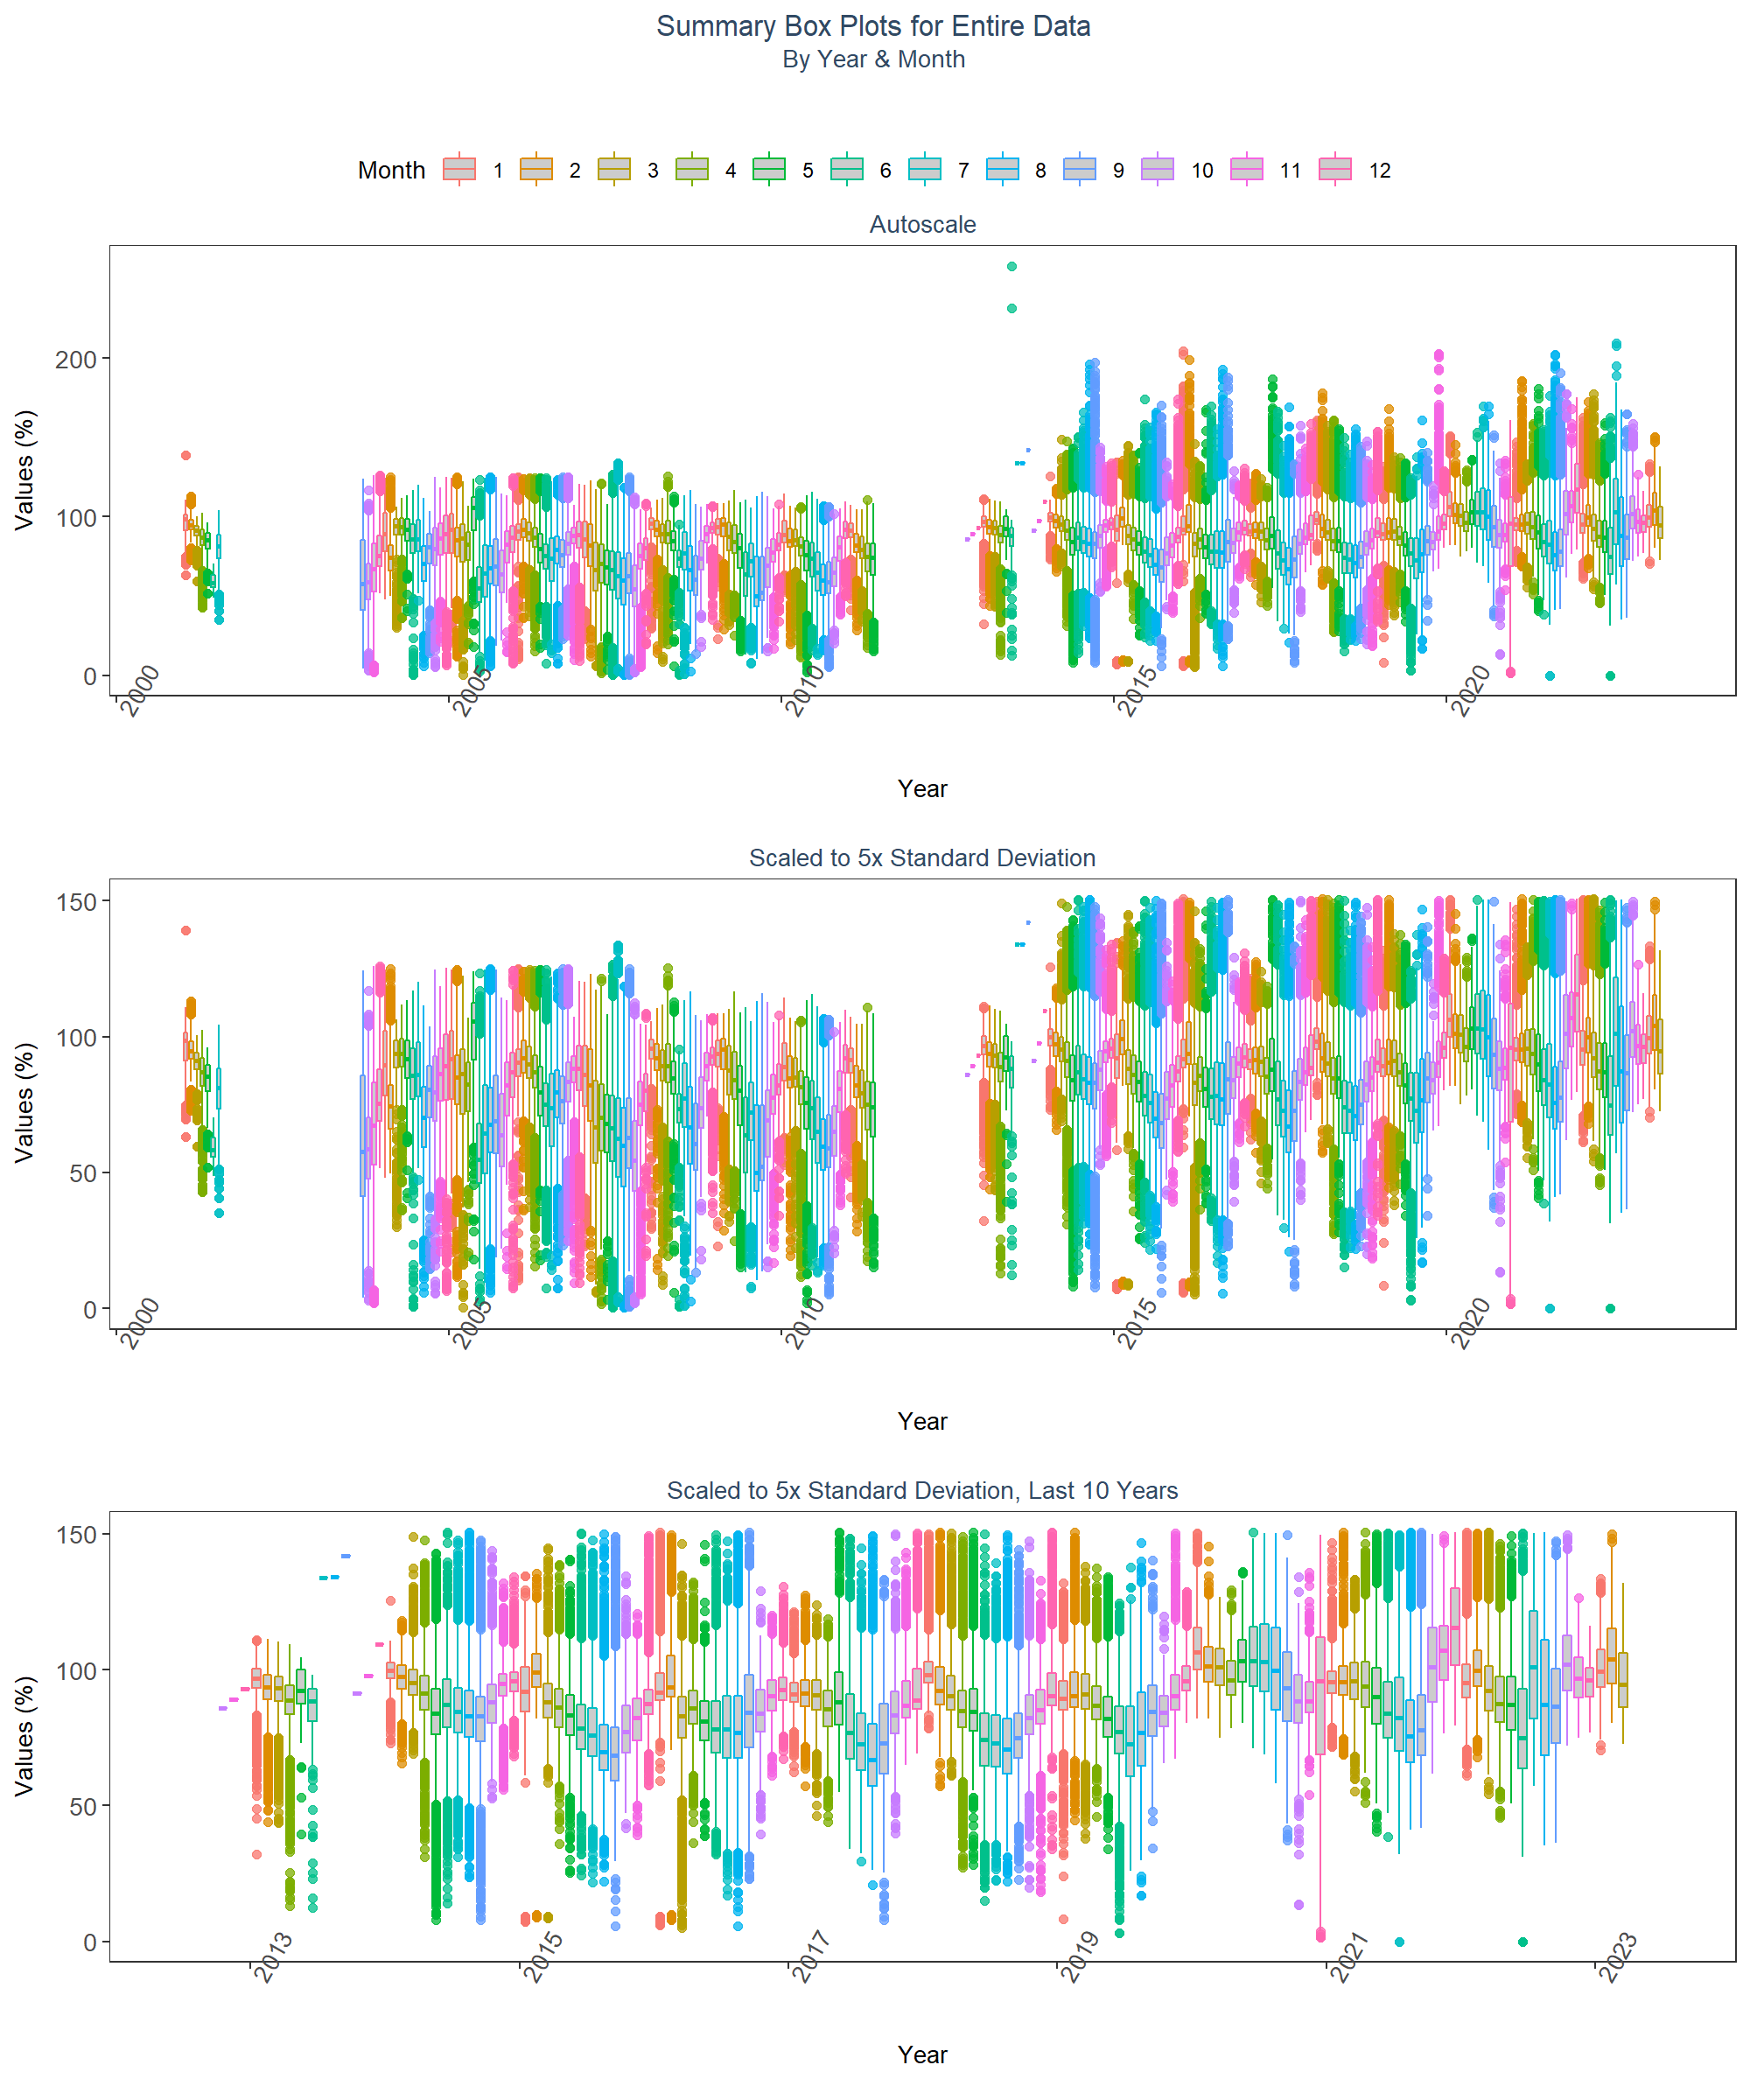 Summary Box Plots for Entire Data
By Year & Month
Month 1 2 3 4 5 6 7 8 9 10 11 12
Autoscale
Values (%)
200
100
0
2000 2005 2010 2015 2020
Year
Scaled to 5x Standard Deviation
Values (%)
150
100
50
0
2000 2005 2010 2015 2020
Year
Scaled to 5x Standard Deviation, Last 10 Years
Values (%)
150
100
50
0
2013 2015 2017 2019 2021 2023
Year